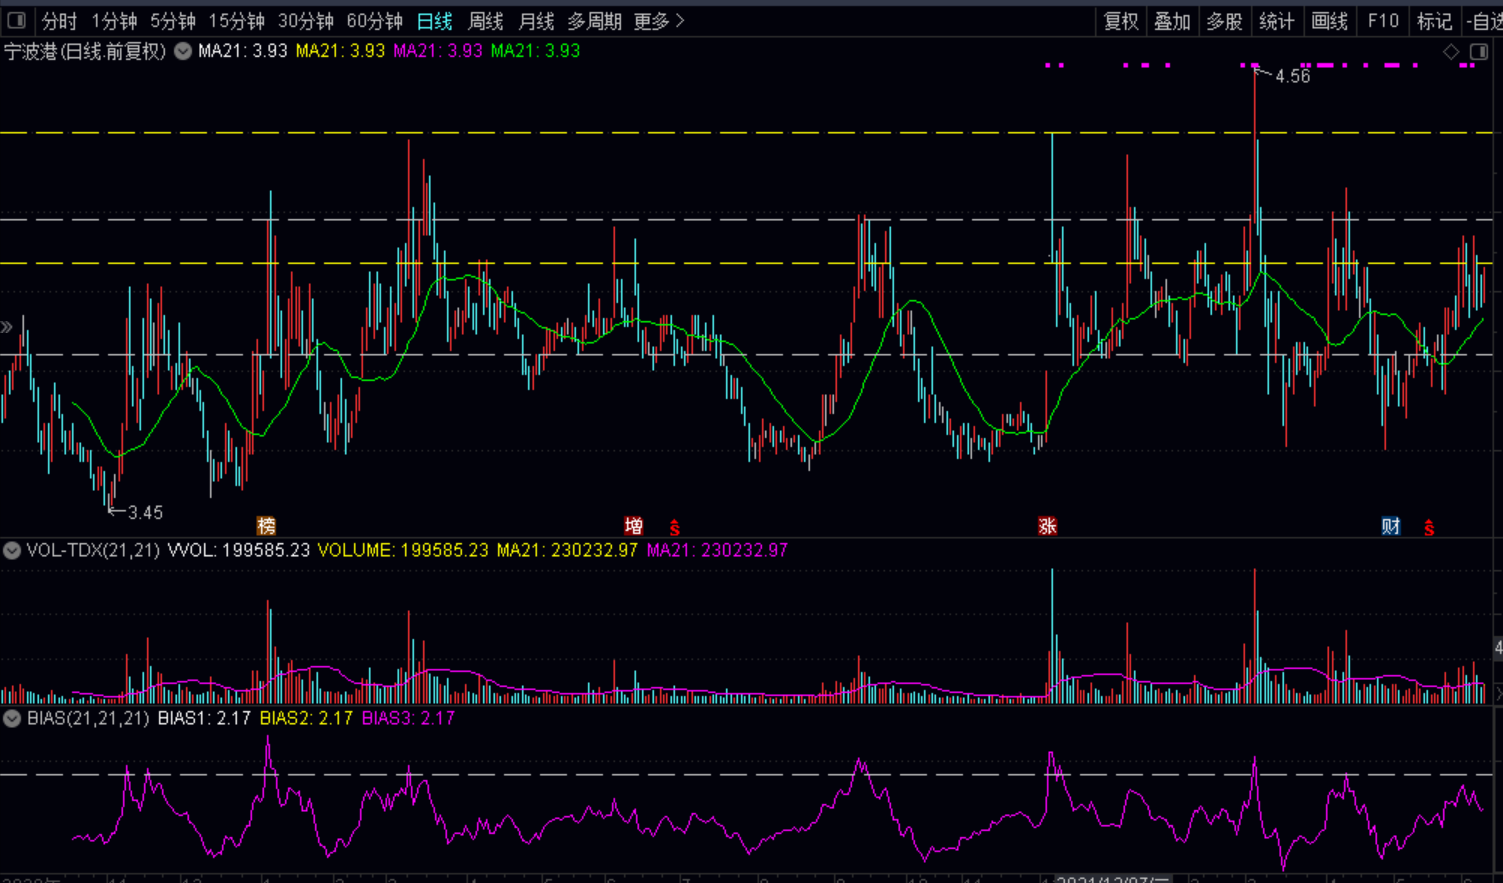 分时 1分钟 5分钟 15分钟 30分钟 60分钟 日线 周线 月线 多周期 更多 复权 叠加 多股 统计 画线 F10 标记 -自选
宁波港(日线.前复权) MA21: 3.93 MA21: 3.93 MA21: 3.93 MA21: 3.93
4.56
3.45
榜 增 S 涨 财 S
VOL-TDX(21,21) VVOL: 199585.23 VOLUME: 199585.23 MA21: 230232.97 MA21: 230232.97
4
BIAS(21,21,21) BIAS1: 2.17 BIAS2: 2.17 BIAS3: 2.17